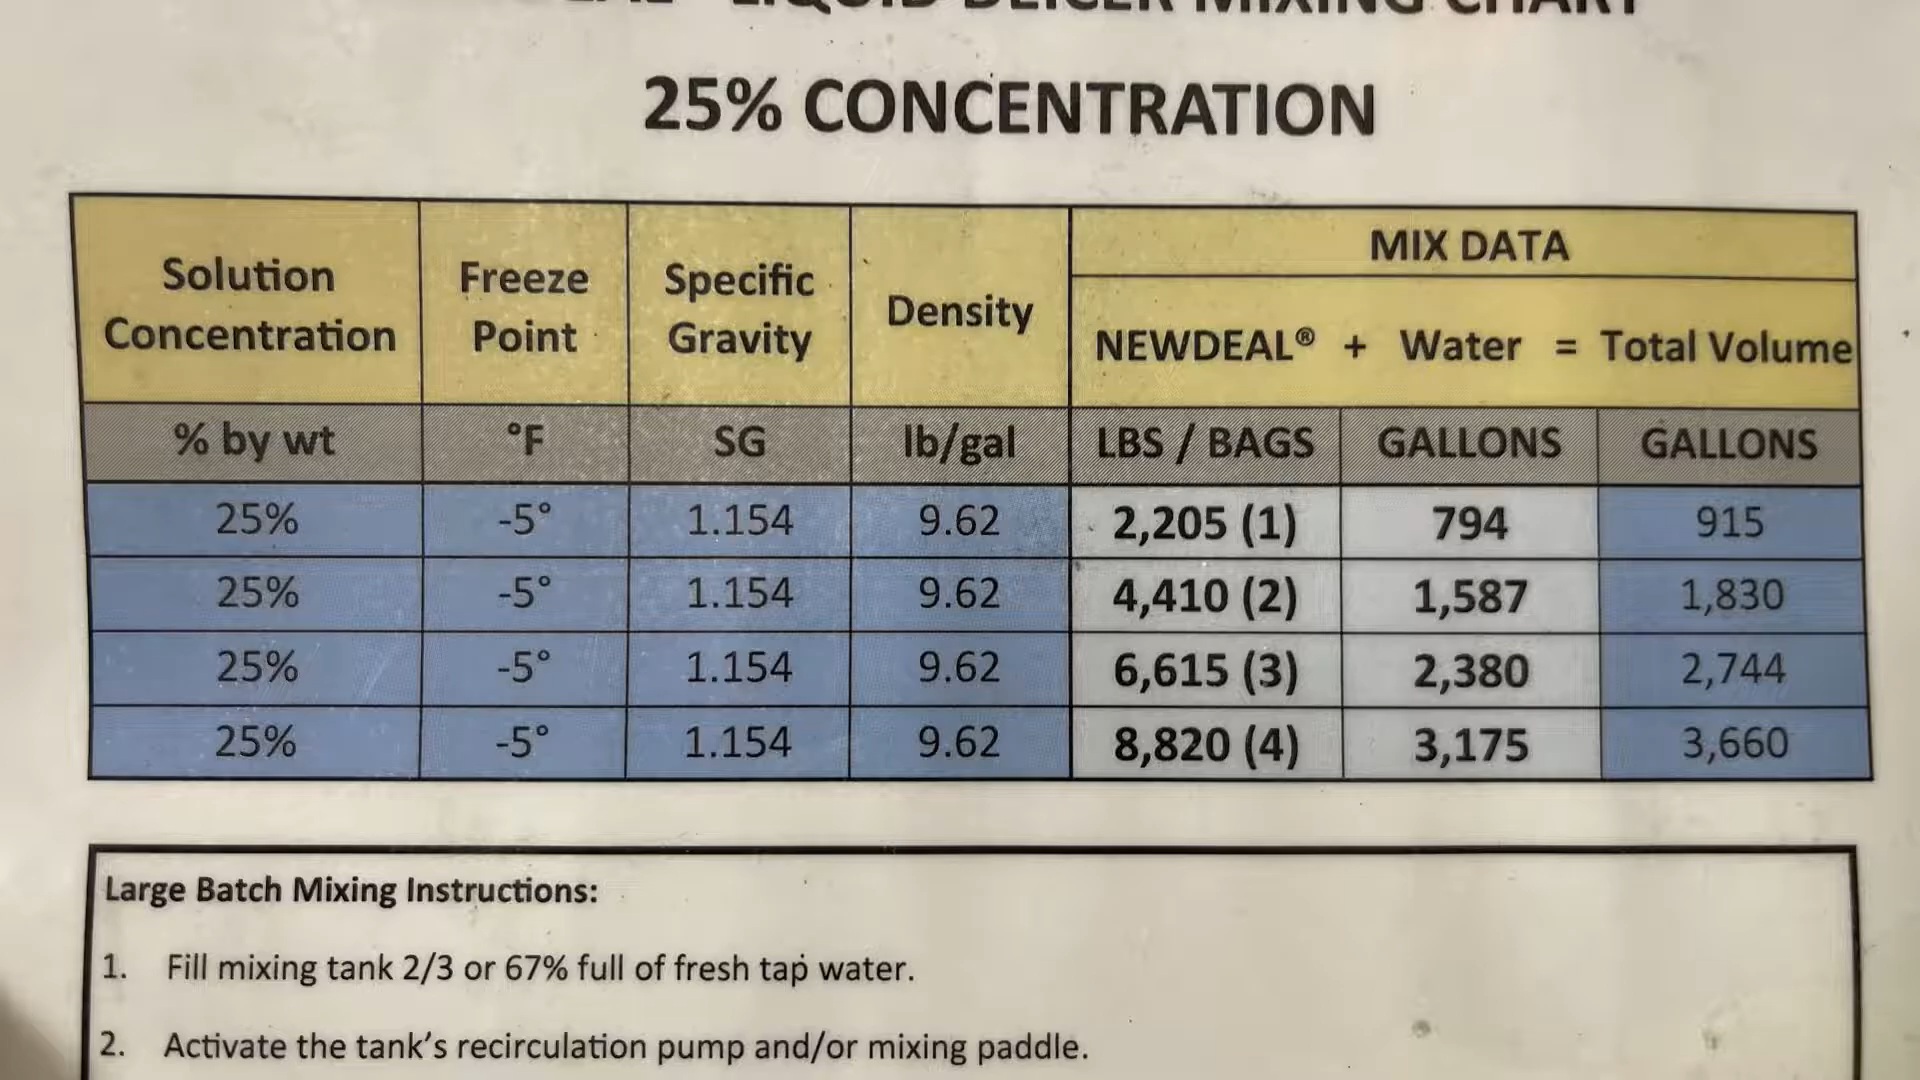 LIQUID DEICER MIXING CHART
25% CONCENTRATION
Solution Concentration Freeze Point Specific Gravity Density MIX DATA
NEWDEAL® + Water = Total Volume
% by wt °F SG lb/gal LBS / BAGS GALLONS GALLONS
25% -5° 1.154 9.62 2,205 (1) 794 915
25% -5° 1.154 9.62 4,410 (2) 1,587 1,830
25% -5° 1.154 9.62 6,615 (3) 2,380 2,744
25% -5° 1.154 9.62 8,820 (4) 3,175 3,660
Large Batch Mixing Instructions:
1. Fill mixing tank 2/3 or 67% full of fresh tap water.
2. Activate the tank's recirculation pump and/or mixing paddle.